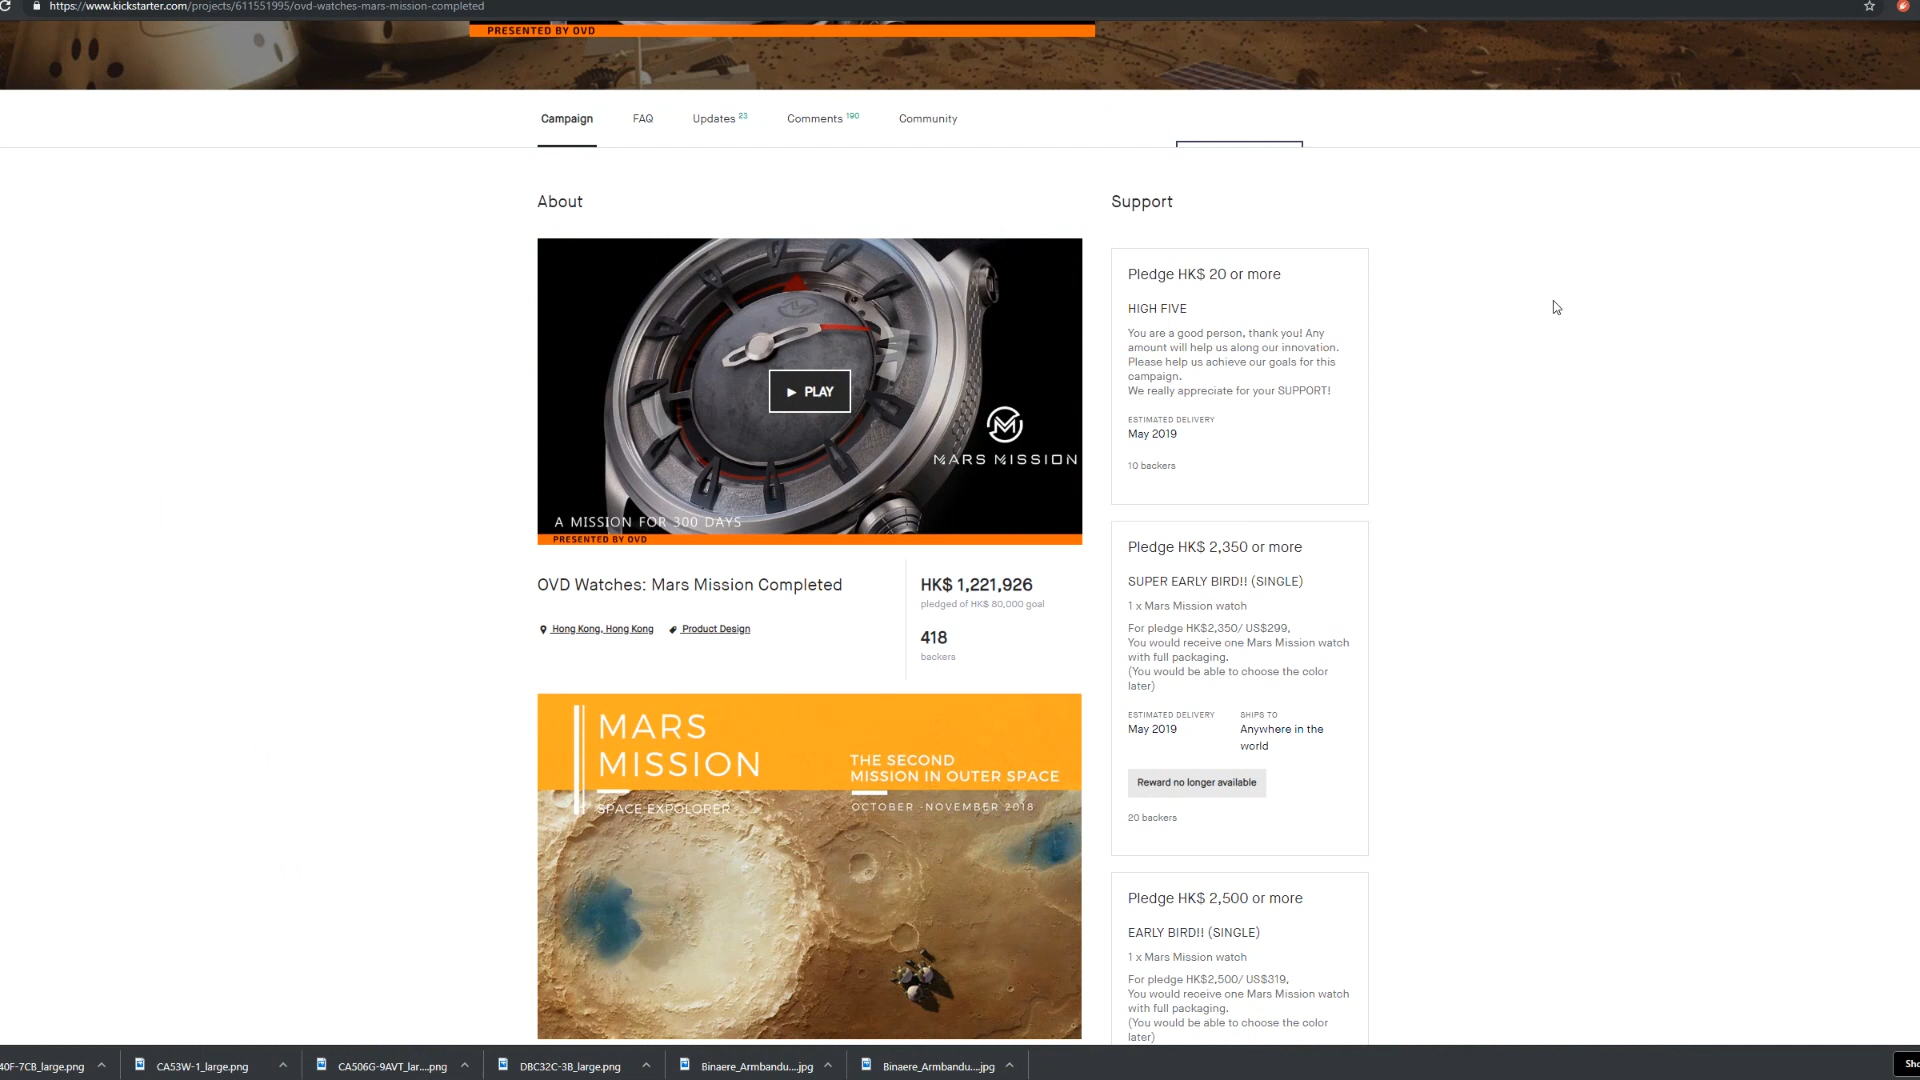 https://www.kickstarter.com/projects/611551995/ovd-watches-mars-mission-completed
PRESENTED BY OVD
Campaign
FAQ
Updates 23
Comments 190
Community
About
PLAY
MARS MISSION
A MISSION FOR 300 DAYS
PRESENTED BY OVD
OVD Watches: Mars Mission Completed
Hong Kong, Hong Kong
Product Design
HK$ 1,221,926
pledged of HK$ 80,000 goal
418
backers
MARS
MISSION
SPACE EXPOLORER
THE SECOND
MISSION IN OUTER SPACE
OCTOBER -NOVEMBER 2018
Support
Pledge HK$ 20 or more
HIGH FIVE
You are a good person, thank you! Any
amount will help us along our innovation.
Please help us achieve our goals for this
campaign.
We really appreciate for your SUPPORT!
ESTIMATED DELIVERY
May 2019
10 backers
Pledge HK$ 2,350 or more
SUPER EARLY BIRD!! (SINGLE)
1 x Mars Mission watch
For pledge HK$2,350/ US$299,
You would receive one Mars Mission watch
with full packaging.
(You would be able to choose the color
later)
ESTIMATED DELIVERY
May 2019
SHIPS TO
Anywhere in the
world
Reward no longer available
20 backers
Pledge HK$ 2,500 or more
EARLY BIRD!! (SINGLE)
1 x Mars Mission watch
For pledge HK$2,500/ US$319,
You would receive one Mars Mission watch
with full packaging.
(You would be able to choose the color
later)
40F-7CB_large.png
CA53W-1_large.png
CA506G-9AVT_lar....png
DBC32C-3B_large.png
Binaere_Armbandu....jpg
Binaere_Armbandu....jpg